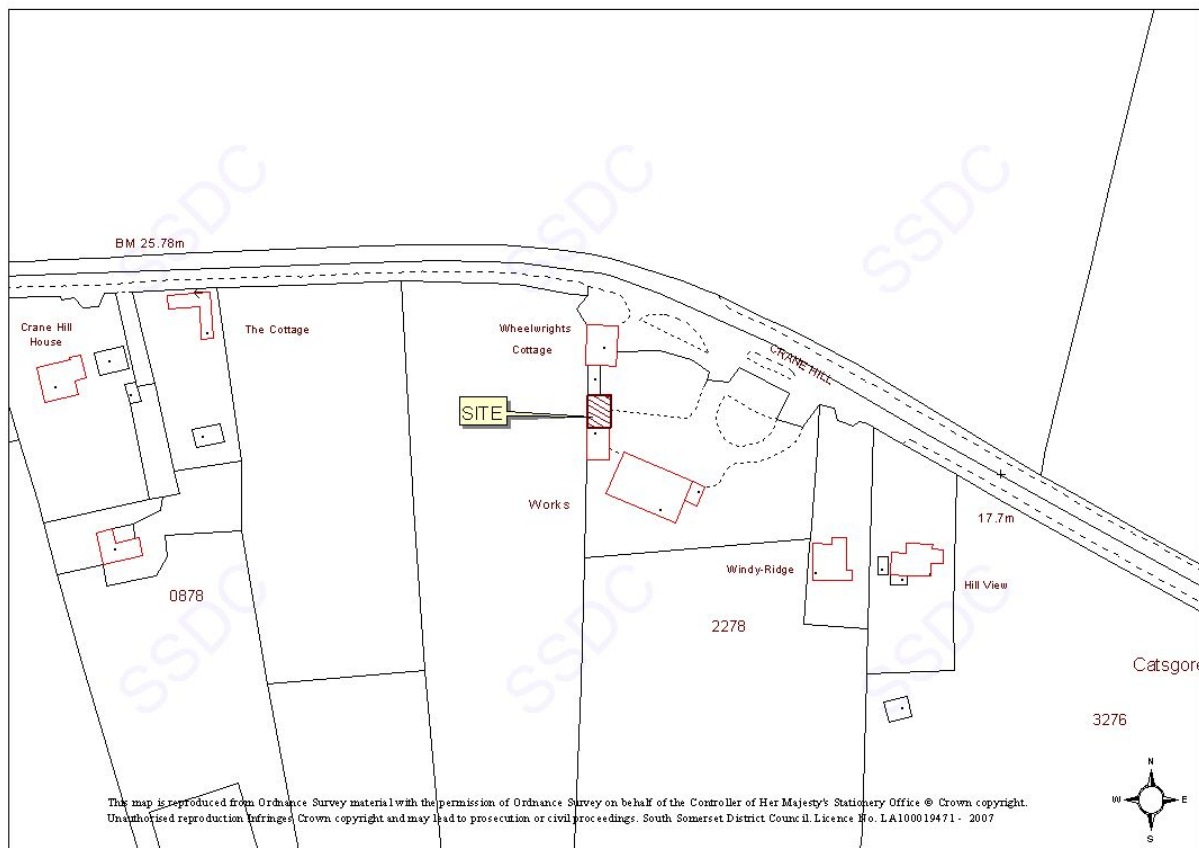 SSDC
SSDC
SSDC
BM 25.78m
Crane Hill
House
The Cottage
Wheelwrights
Cottage
CRANE HILL
SITE
Works
17.7m
Windy-Ridge
Hill View
0878
2278
SSDC
SSDC
SSDC
Catsgore
3276
N
W
E
S
This map is reproduced from Ordnance Survey material with the permission of Ordnance Survey on behalf of the Controller of Her Majesty's Stationery Office © Crown copyright.
Unauthorised reproduction Infringes Crown copyright and may lead to prosecution or civil proceedings. South Somerset District Council. Licence No. LA100019471 - 2007